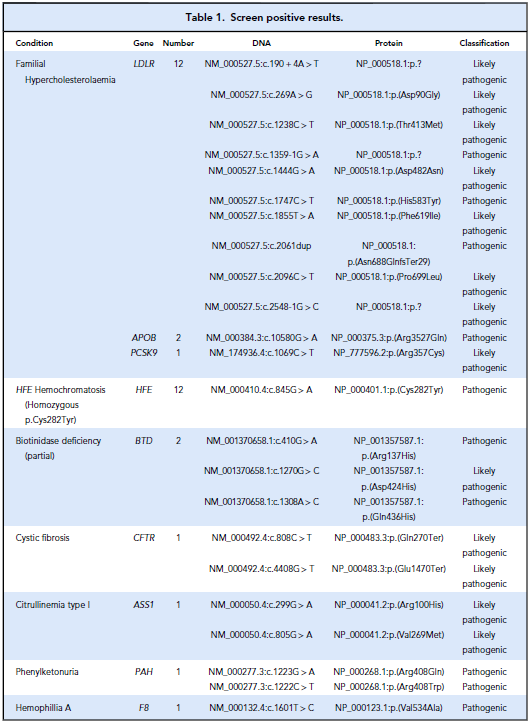 Table 1. Screen positive results.
Condition Gene Number DNA Protein Classification
Familial LDLR 12 NM_000527.5:c.190 + 4A > T NP_000518.1:p.? Likely
Hypercholesterolaemia pathogenic
NM_000527.5:c.269A > G NP_000518.1:p.(Asp90Gly) Likely
pathogenic
NM_000527.5:c.1238C > T NP_000518.1:p.(Thr413Met) Likely
pathogenic
NM_000527.5:c.1359-1G > A NP_000518.1:p.? Pathogenic
NM_000527.5:c.1444G > A NP_000518.1:p.(Asp482Asn) Likely
pathogenic
NM_000527.5:c.1747C > T NP_000518.1:p.(His583Tyr) Pathogenic
NM_000527.5:c.1855T > A NP_000518.1:p.(Phe619Ile) Likely
pathogenic
NM_000527.5:c.2061dup NP_000518.1: Pathogenic
p.(Asn688GlnfsTer29)
NM_000527.5:c.2096C > T NP_000518.1:p.(Pro699Leu) Likely
pathogenic
NM_000527.5:c.2548-1G > C NP_000518.1:p.? Likely
pathogenic
APOB 2 NM_000384.3:c.10580G > A NP_000375.3:p.(Arg3527Gln) Pathogenic
PCSK9 1 NM_174936.4:c.1069C > T NP_777596.2:p.(Arg357Cys) Likely
pathogenic
HFE Hemochromatosis HFE 12 NM_000410.4:c.845G > A NP_000401.1:p.(Cys282Tyr) Pathogenic
(Homozygous
p.Cys282Tyr)
Biotinidase deficiency BTD 2 NM_001370658.1:c.410G > A NP_001357587.1: Pathogenic
(partial) p.(Arg137His)
NM_001370658.1:c.1270G > C NP_001357587.1: Likely
p.(Asp424His) pathogenic
NM_001370658.1:c.1308A > C NP_001357587.1: Pathogenic
p.(Gln436His)
Cystic fibrosis CFTR 1 NM_000492.4:c.808C > T NP_000483.3:p.(Gln270Ter) Likely
pathogenic
NM_000492.4:c.4408G > T NP_000483.3:p.(Glu1470Ter) Likely
pathogenic
Citrullinemia type I ASS1 1 NM_000050.4:c.299G > A NP_000041.2:p.(Arg100His) Likely
pathogenic
NM_000050.4:c.805G > A NP_000041.2:p.(Val269Met) Likely
pathogenic
Phenylketonuria PAH 1 NM_000277.3:c.1223G > A NP_000268.1:p.(Arg408Gln) Pathogenic
NM_000277.3:c.1222C > T NP_000268.1:p.(Arg408Trp) Pathogenic
Hemophillia A F8 1 NM_000132.4:c.1601T > C NP_000123.1:p.(Val534Ala) Pathogenic